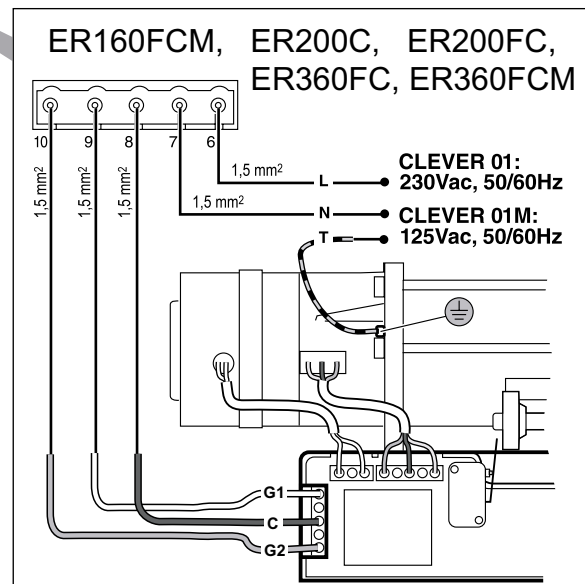 ER160FCM, ER200C, ER200FC,
ER360FC, ER360FCM
10 9 8 7 6
1,5 mm²
1,5 mm²
1,5 mm²
1,5 mm²
1,5 mm²
L
CLEVER 01:
230Vac, 50/60Hz
N
CLEVER 01M:
125Vac, 50/60Hz
T
G1
C
G2